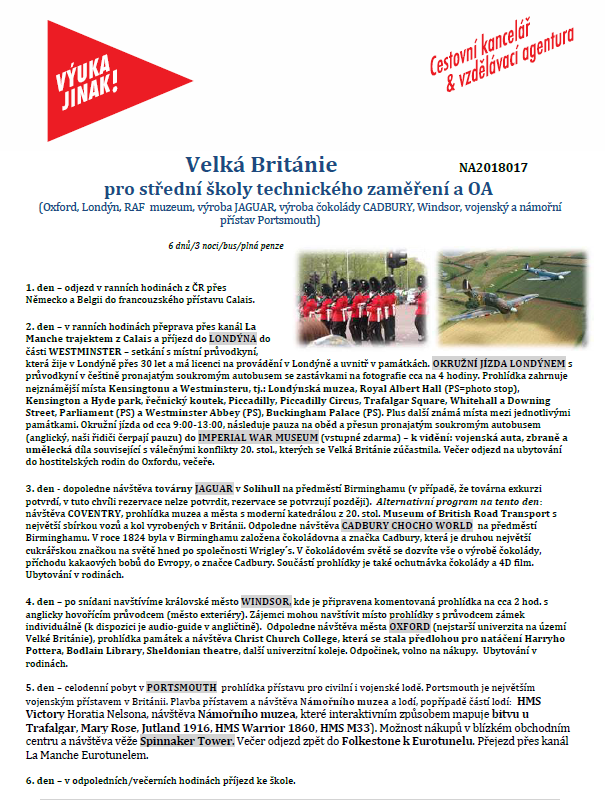 VÝUKA
JINAK!
Cestovní kancelář
& vzdělávací agentura
Velká Británie NA2018017
pro střední školy technického zaměření a OA
(Oxford, Londýn, RAF muzeum, výroba JAGUAR, výroba čokolády CADBURY, Windsor, vojenský a námořní
přístav Portsmouth)
6 dnů/3 noci/bus/plná penze
1. den – odjezd v ranních hodinách z ČR přes
Německo a Belgii do francouzského přístavu Calais.
2. den – v ranních hodinách přeprava přes kanál La
Manche trajektem z Calais a příjezd do LONDÝNA do
části WESTMINSTER – setkání s místní průvodkyní,
která žije v Londýně přes 30 let a má licenci na provádění v Londýně a uvnitř v památkách. OKRUŽNÍ JÍZDA LONDÝNEM s
průvodkyní v češtině pronajatým soukromým autobusem se zastávkami na fotografie cca na 4 hodiny. Prohlídka zahrnuje
nejznámější místa Kensingtonu a Westminsteru, tj.: Londýnská muzea, Royal Albert Hall (PS=photo stop),
Kensington a Hyde park, řečnický koutek, Piccadilly, Piccadilly Circus, Trafalgar Square, Whitehall a Downing
Street, Parliament (PS) a Westminster Abbey (PS), Buckingham Palace (PS). Plus další známá místa mezi jednotlivými
památkami. Okružní jízda od cca 9:00-13:00, následuje pauza na oběd a přesun pronajatým soukromým autobusem
(anglický, naši řidiči čerpají pauzu) do IMPERIAL WAR MUSEUM (vstupné zdarma) – k vidění: vojenská auta, zbraně a
umělecká díla související s válečnými konflikty 20. stol., kterých se Velká Británie zúčastnila. Večer odjezd na ubytování
do hostitelských rodin do Oxfordu, večeře.
3. den - dopoledne návštěva továrny JAGUAR v Solihull na předměstí Birminghamu (v případě, že továrna exkurzi
potvrdí, v tuto chvíli rezervace nelze potvrdit, rezervace se potvrzují později). Alternativní program na tento den:
návštěva COVENTRY, prohlídka muzea a města s moderní katedrálou z 20. stol. Museum of British Road Transport s
největší sbírkou vozů a kol vyrobených v Británii. Odpoledne návštěva CADBURY CHOCHO WORLD na předměstí
Birminghamu. V roce 1824 byla v Birminghamu založena čokoládovna a značka Cadbury, která je druhou největší
cukrářskou značkou na světě hned po společnosti Wrigley´s. V čokoládovém světě se dozvíte vše o výrobě čokolády,
příchodu kakaových bobů do Evropy, o značce Cadbury. Součástí prohlídky je také ochutnávka čokolády a 4D film.
Ubytování v rodinách.
4. den – po snídani navštívíme královské město WINDSOR, kde je připravena komentovaná prohlídka na cca 2 hod. s
anglicky hovořícím průvodcem (město exteriéry). Zájemci mohou navštívit místo prohlídky s průvodcem zámek
individuálně (k dispozici je audio-guide v angličtině). Odpoledne návštěva města OXFORD (nejstarší univerzita na území
Velké Británie), prohlídka památek a návštěva Christ Church College, která se stala předlohou pro natáčení Harryho
Pottera, Bodlain Library, Sheldonian theatre, další univerzitní koleje. Odpočinek, volno na nákupy. Ubytování v
rodinách.
5. den – celodenní pobyt v PORTSMOUTH prohlídka přístavu pro civilní i vojenské lodě. Portsmouth je největším
vojenským přístavem v Británii. Plavba přístavem a návštěva Námořního muzea a lodí, popřípadě částí lodí: HMS
Victory Horatia Nelsona, návštěva Námořního muzea, které interaktivním způsobem mapuje bitvu u
Trafalgar, Mary Rose, Jutland 1916, HMS Warrior 1860, HMS M33). Možnost nákupů v blízkém obchodním
centru a návštěva věže Spinnaker Tower. Večer odjezd zpět do Folkestone k Eurotunelu. Přejezd přes kanál
La Manche Eurotunelem.
6. den – v odpoledních/večerních hodinách příjezd ke škole.